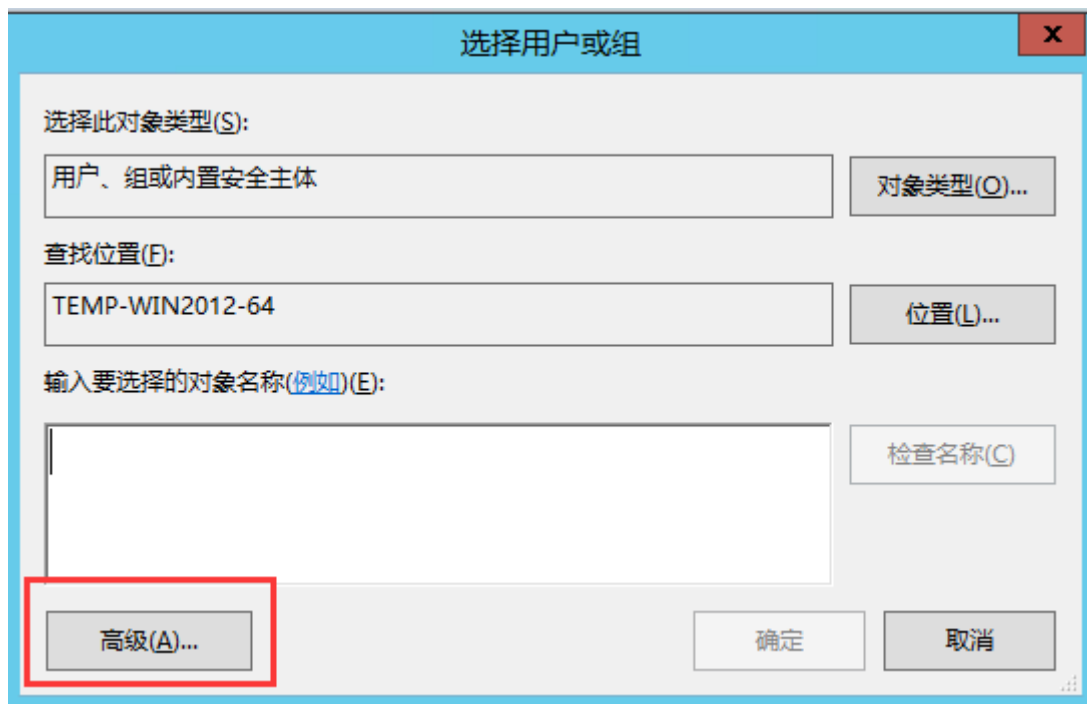 选择用户或组
x
选择此对象类型(S):
用户、组或内置安全主体
对象类型(O)...
查找位置(F):
TEMP-WIN2012-64
位置(L)...
输入要选择的对象名称(例如)(E):
检查名称(C)
高级(A)...
确定
取消